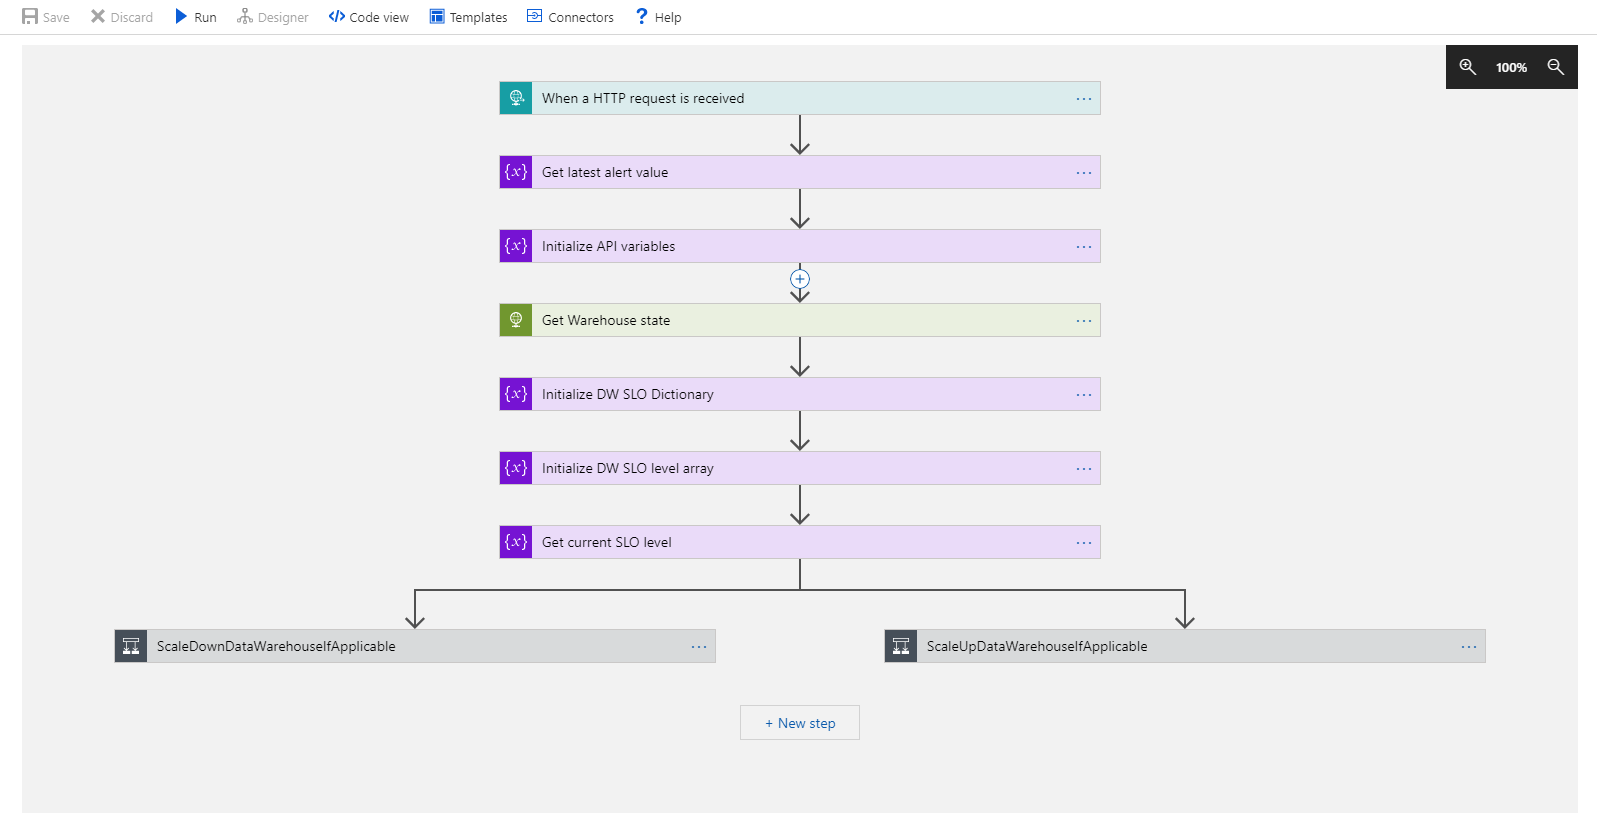 Save Discard Run Designer </> Code view Templates Connectors ? Help
100%
When a HTTP request is received ...
{x} Get latest alert value ...
{x} Initialize API variables ...
Get Warehouse state ...
{x} Initialize DW SLO Dictionary ...
{x} Initialize DW SLO level array ...
{x} Get current SLO level ...
ScaleDownDataWarehouseIfApplicable ... ScaleUpDataWarehouseIfApplicable ...
+ New step